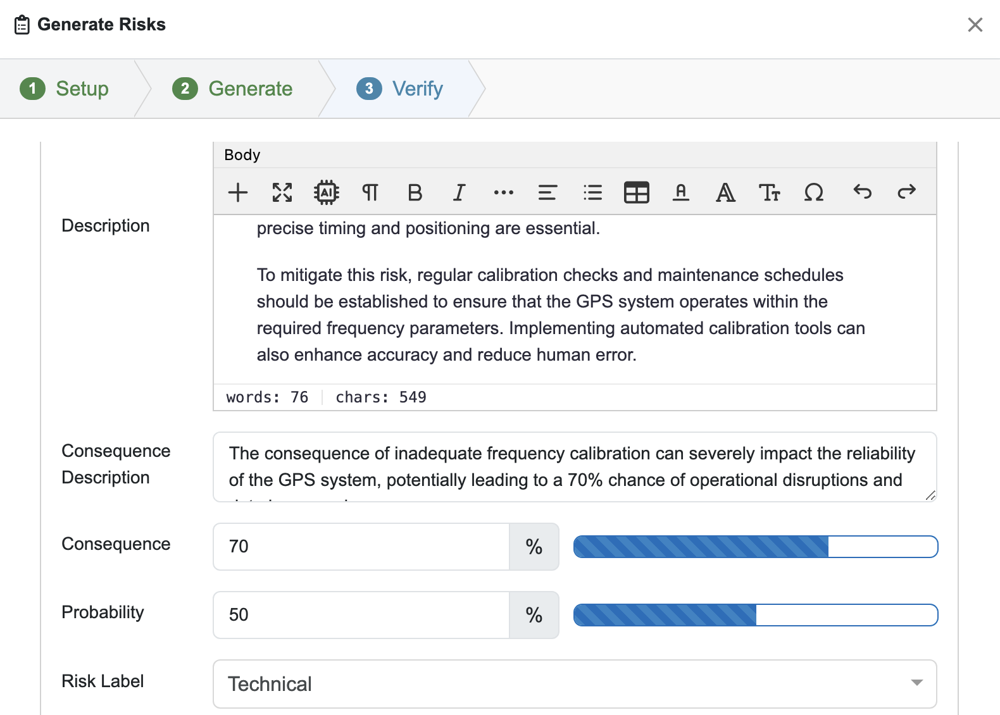 Generate Risks
1 Setup
2 Generate
3 Verify
Body
AI
Description
precise timing and positioning are essential.
To mitigate this risk, regular calibration checks and maintenance schedules
should be established to ensure that the GPS system operates within the
required frequency parameters. Implementing automated calibration tools can
also enhance accuracy and reduce human error.
words: 76
chars: 549
Consequence
Description
The consequence of inadequate frequency calibration can severely impact the reliability
of the GPS system, potentially leading to a 70% chance of operational disruptions and
Consequence
70
%
Probability
50
%
Risk Label
Technical